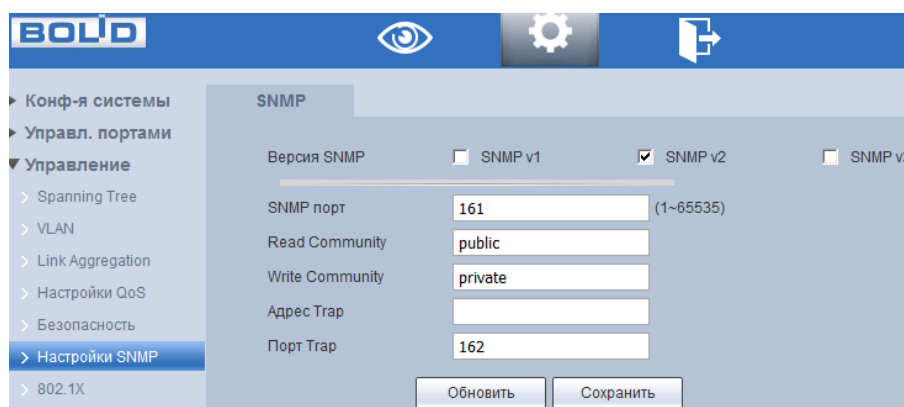 BOLID
Конф-я системы
Управл. портами
Управление
Spanning Tree
VLAN
Link Aggregation
Настройки QoS
Безопасность
Настройки SNMP
802.1X
SNMP
Версия SNMP SNMP v1 SNMP v2 SNMP v
SNMP порт 161 (1~65535)
Read Community public
Write Community private
Адрес Trap
Порт Trap 162
Обновить Сохранить